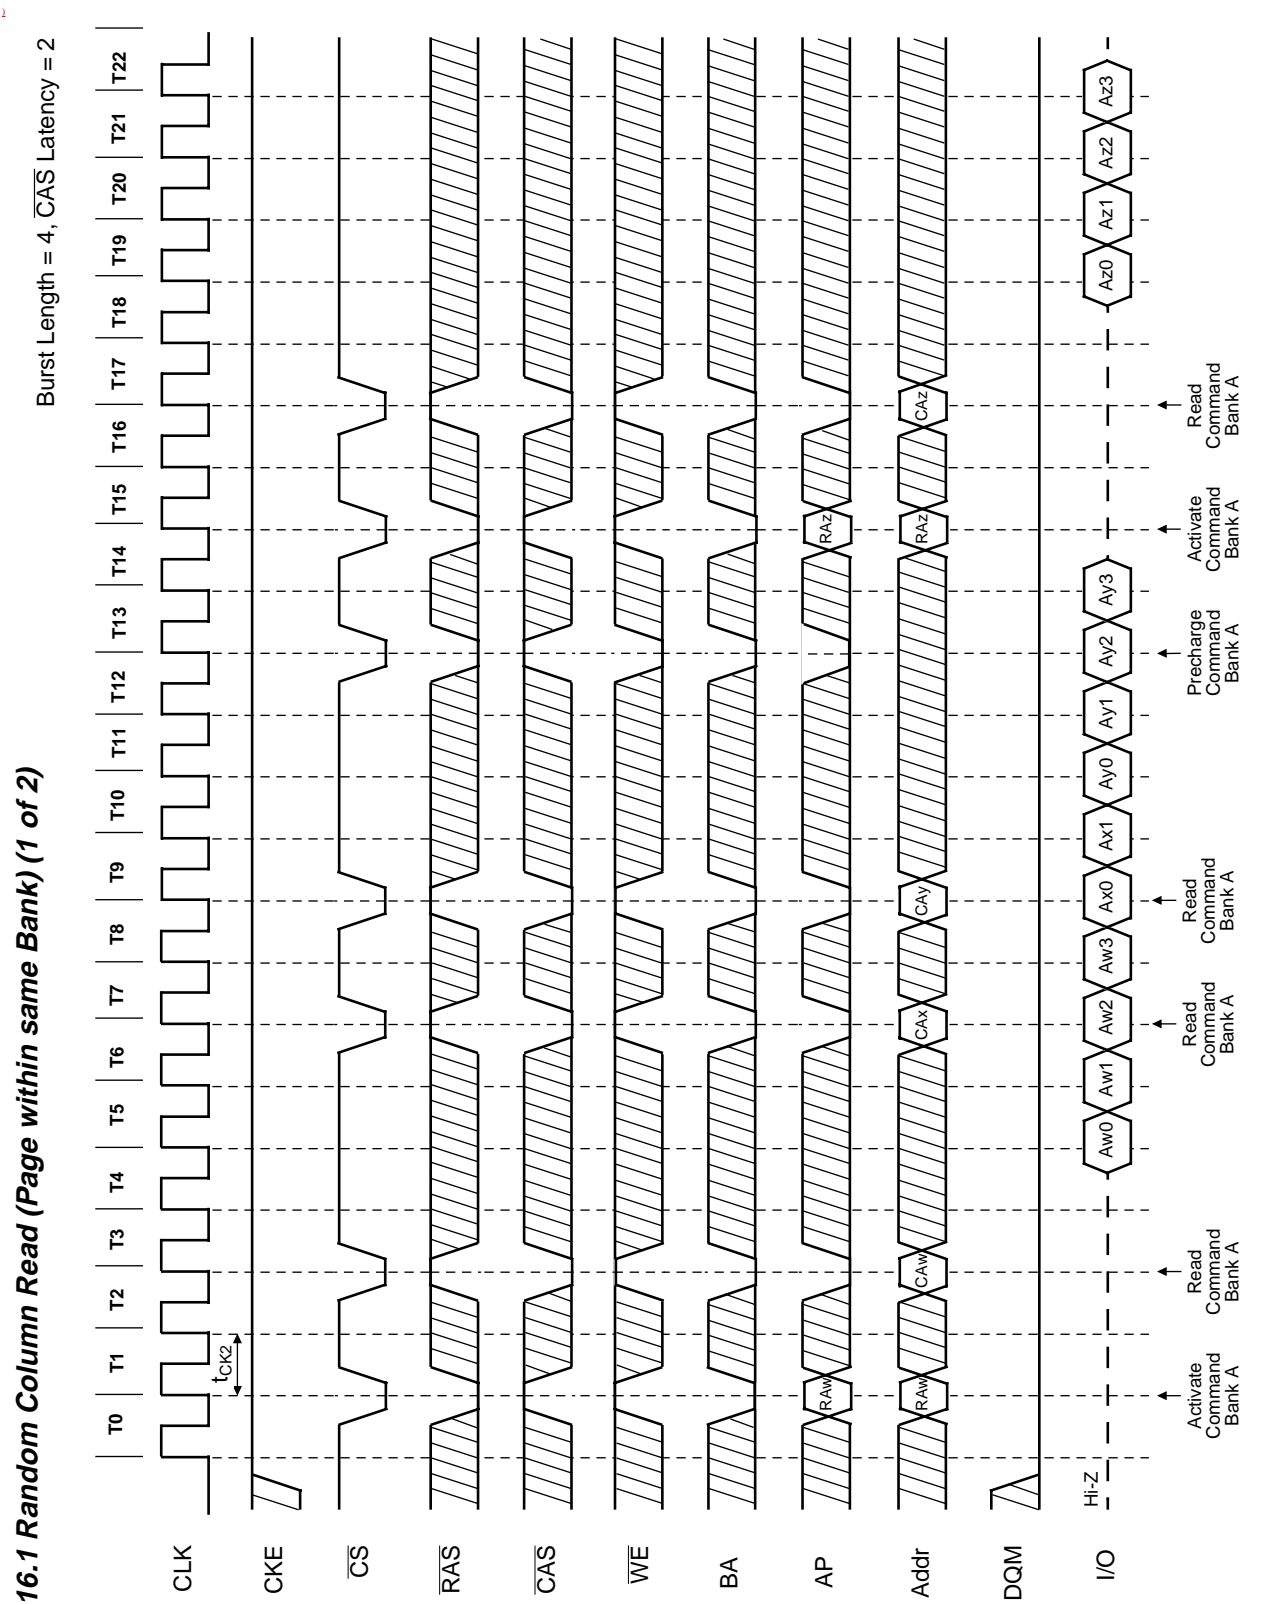 16.1 Random Column Read (Page within same Bank) (1 of 2)
Burst Length = 4, CAS Latency = 2
T0 T1 T2 T3 T4 T5 T6 T7 T8 T9 T10 T11 T12 T13 T14 T15 T16 T17 T18 T19 T20 T21 T22
CLK
tCK2
CKE
CS
RAS
CAS
WE
BA
AP
RAw RAz
Addr
RAw CAw CAx CAy RAz CAz
DQM
I/O
Hi-Z
Aw0 Aw1 Aw2 Aw3 Ax0 Ax1 Ay0 Ay1 Ay2 Ay3 Az0 Az1 Az2 Az3
Activate
Command
Bank A
Read
Command
Bank A
Read
Command
Bank A
Read
Command
Bank A
Precharge
Command
Bank A
Activate
Command
Bank A
Read
Command
Bank A